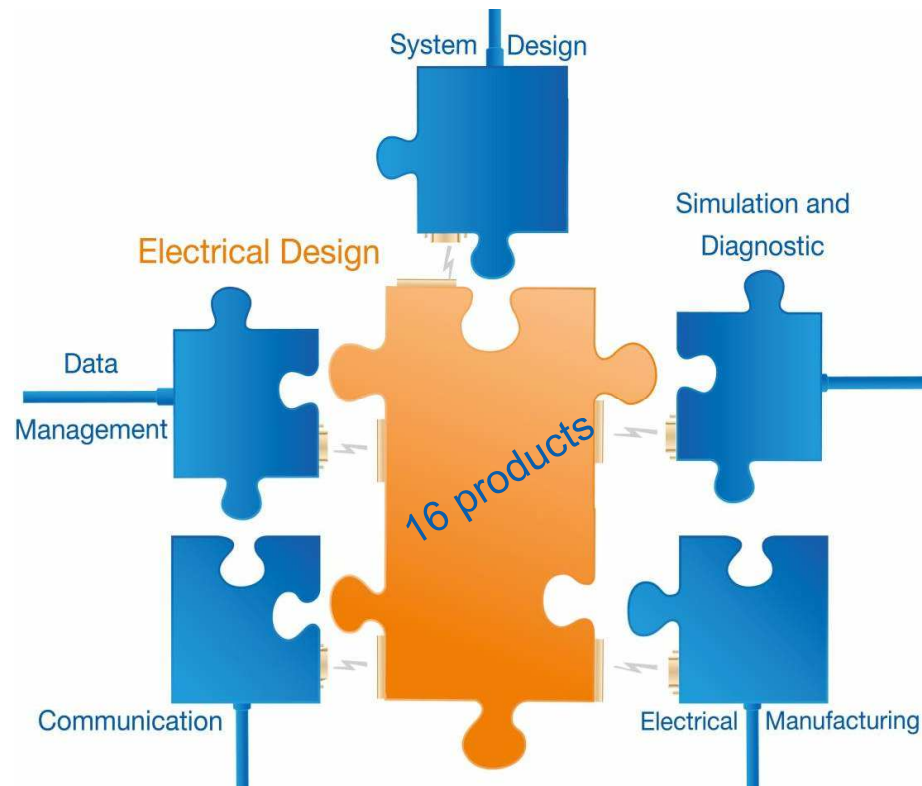 System Design
Simulation and
Diagnostic
Electrical Design
Data
Management
16 products
Communication
Electrical Manufacturing